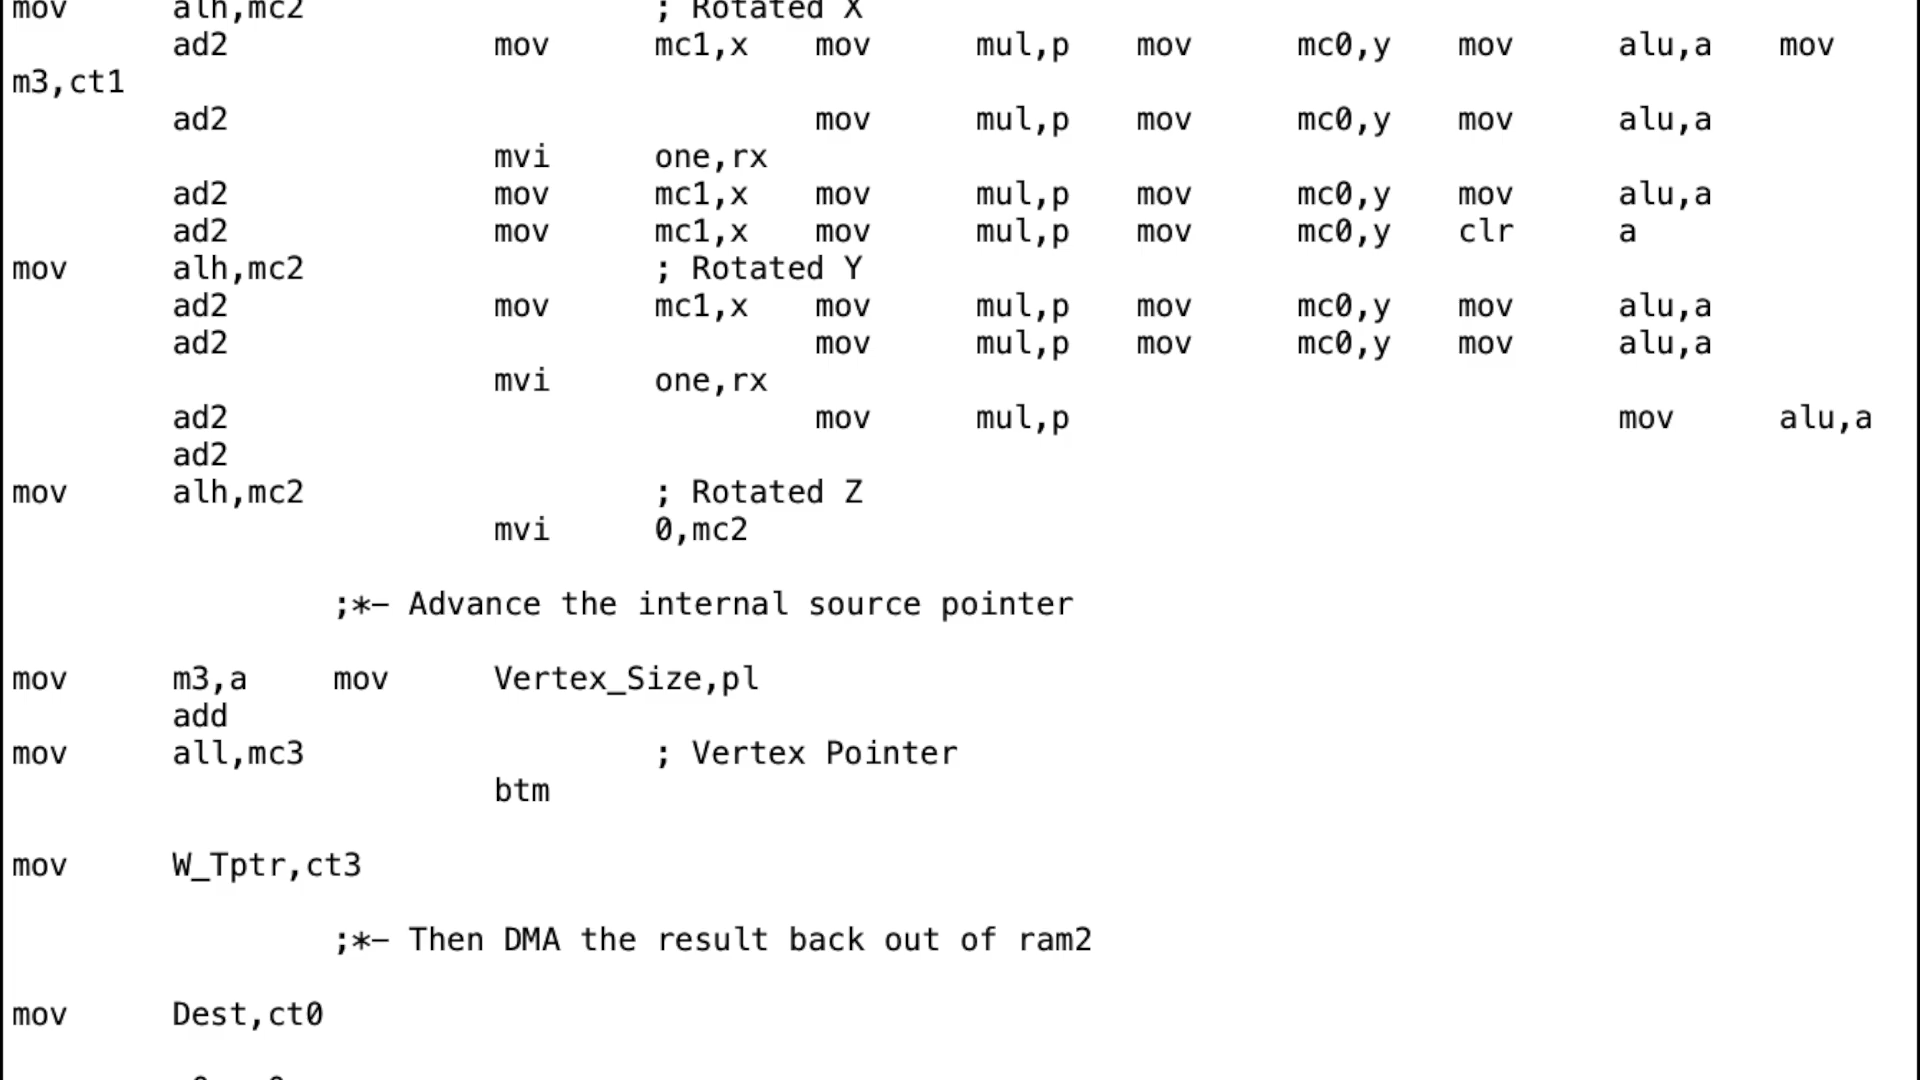 mov alh,mc2 ; Rotated X
ad2 mov mc1,x mov mul,p mov mc0,y mov alu,a mov
m3,ct1
ad2 mov mul,p mov mc0,y mov alu,a
mvi one,rx
ad2 mov mc1,x mov mul,p mov mc0,y mov alu,a
ad2 mov mc1,x mov mul,p mov mc0,y clr a
mov alh,mc2 ; Rotated Y
ad2 mov mc1,x mov mul,p mov mc0,y mov alu,a
ad2 mov mul,p mov mc0,y mov alu,a
mvi one,rx
ad2 mov mul,p mov alu,a
ad2
mov alh,mc2 ; Rotated Z
mvi 0,mc2
;*— Advance the internal source pointer
mov m3,a mov Vertex_Size,pl
add
mov all,mc3 ; Vertex Pointer
btm
mov W_Tptr,ct3
;*— Then DMA the result back out of ram2
mov Dest,ct0